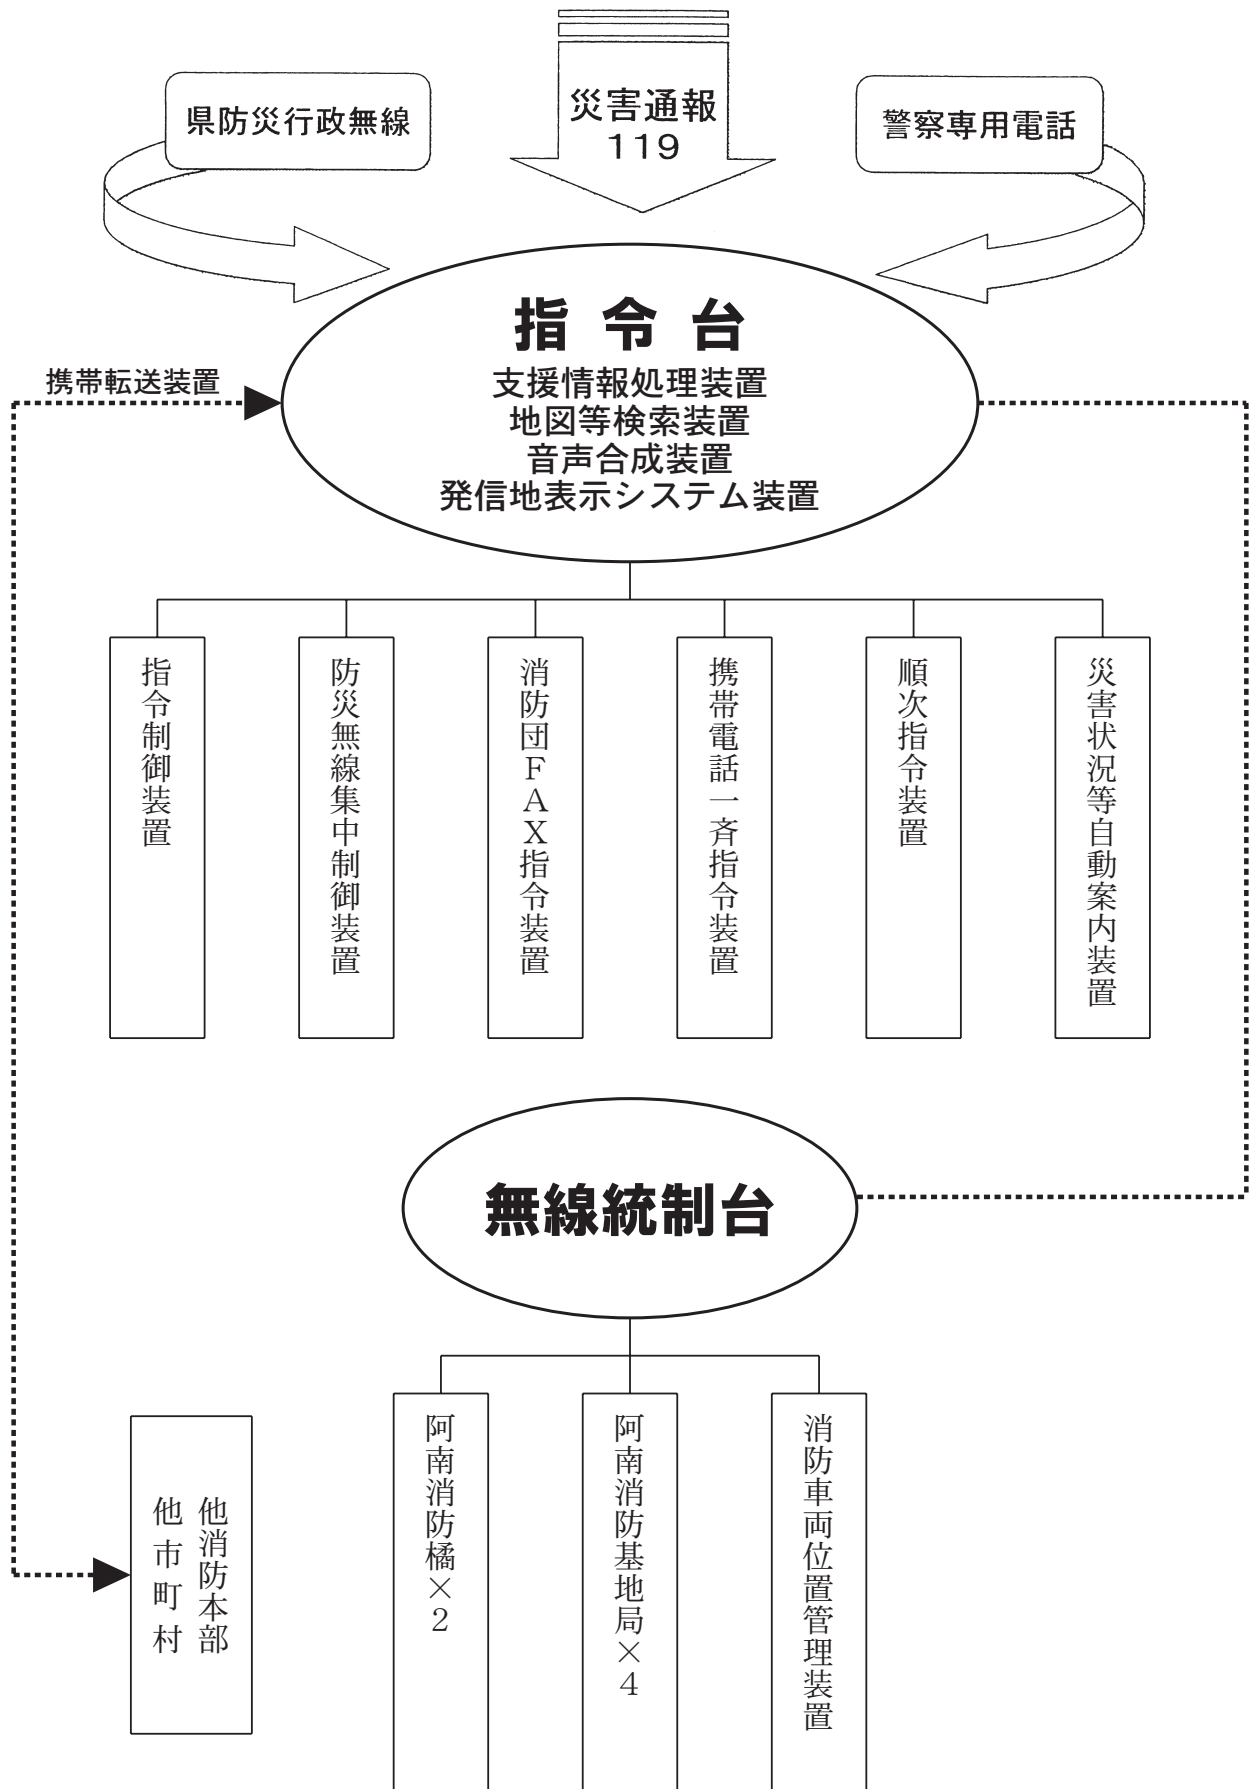 県防災行政無線
災害通報
119
警察専用電話
指令台
支援情報処理装置
地図等検索装置
音声合成装置
発信地表示システム装置
携帯転送装置
指令制御装置
防災無線集中制御装置
消防団FAX指令装置
携帯電話一斉指令装置
順次指令装置
災害状況等自動案内装置
無線統制台
他消防本部
他市町村
阿南消防橘×2
阿南消防基地局×4
消防車両位置管理装置